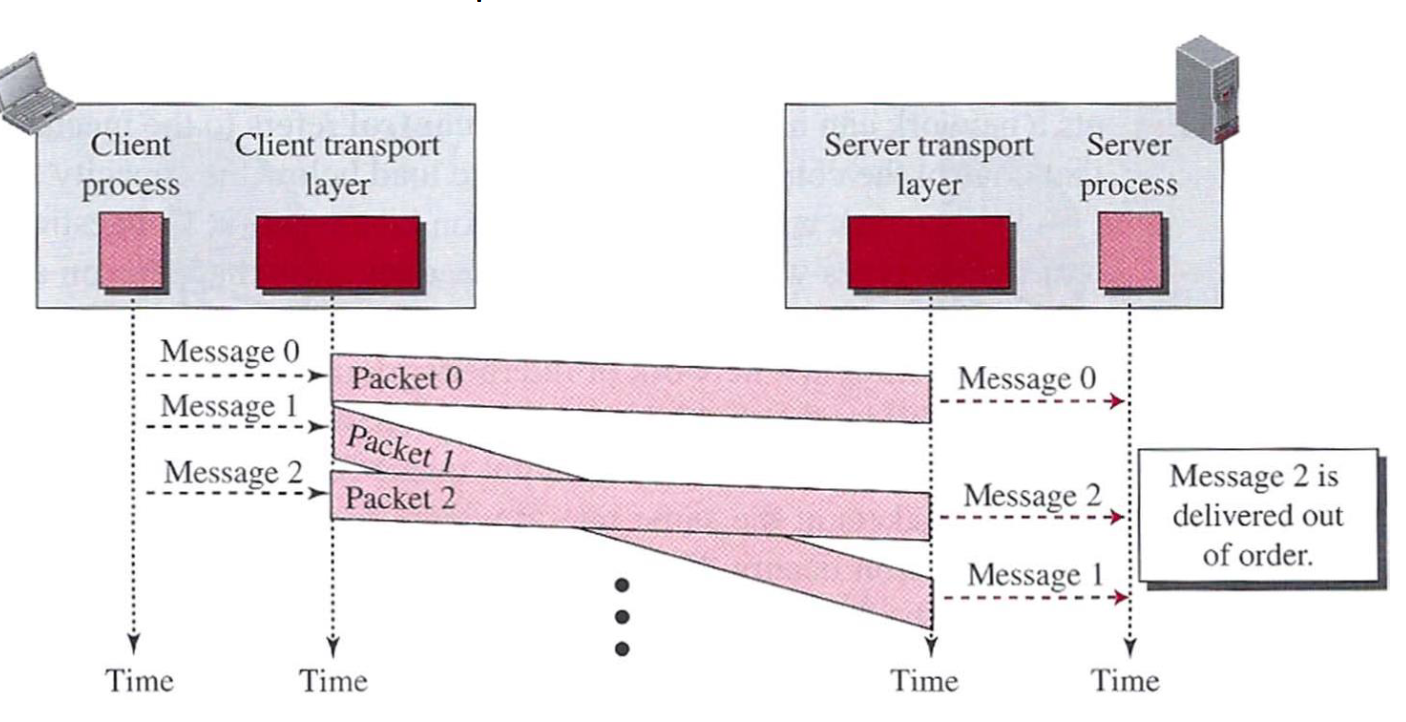 Client
process
Client transport
layer
Server transport
layer
Server
process
Message 0
Packet 0
Message 0
Message 1
Packet 1
Message 2
Packet 2
Message 2
Message 2 is
delivered out
of order.
Message 1
Time
Time
Time
Time